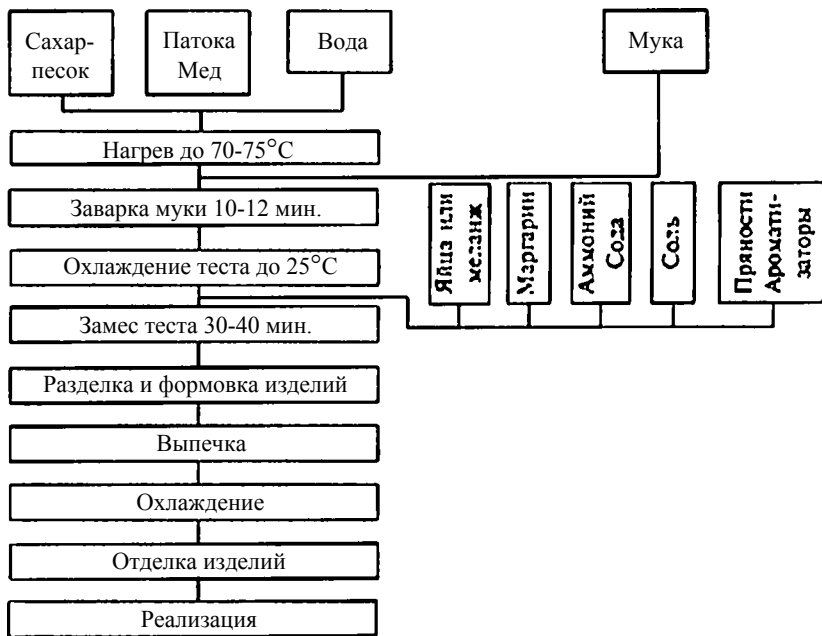 Сахар-
песок
Патока
Мед
Вода
Мука
Нагрев до 70-75°C
Заварка муки 10-12 мин.
Охлаждение теста до 25°C
Замес теста 30-40 мин.
Яйца или
меланж
Маргарин
Аммоний
Сода
Соль
Пряности
Аромати-
заторы
Разделка и формовка изделий
Выпечка
Охлаждение
Отделка изделий
Реализация